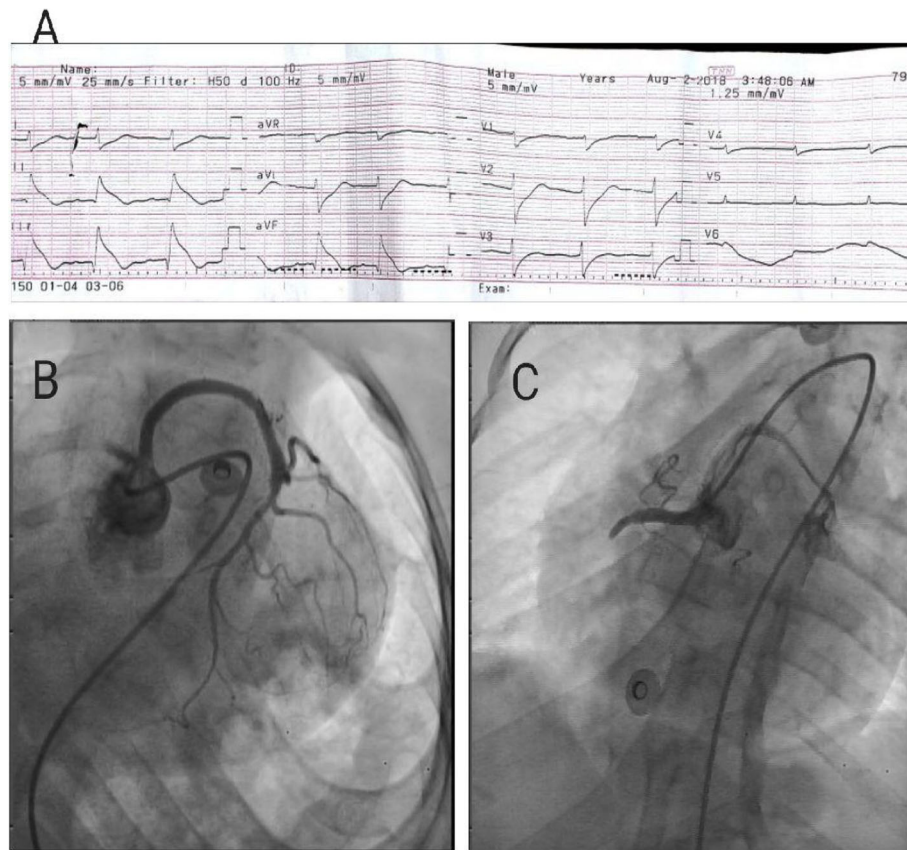 A
Name: ID: Male Years Aug-2-2018 3:48:06 AM 79
5 mm/mV 25 mm/s Filter: H50 d 100 Hz 5 mm/mV 5 mm/mV 1.25 mm/mV
I aVR V1 V4
II aVL V2 V5
III aVF V3 V6
150 01-04 03-06 Exam:
B C